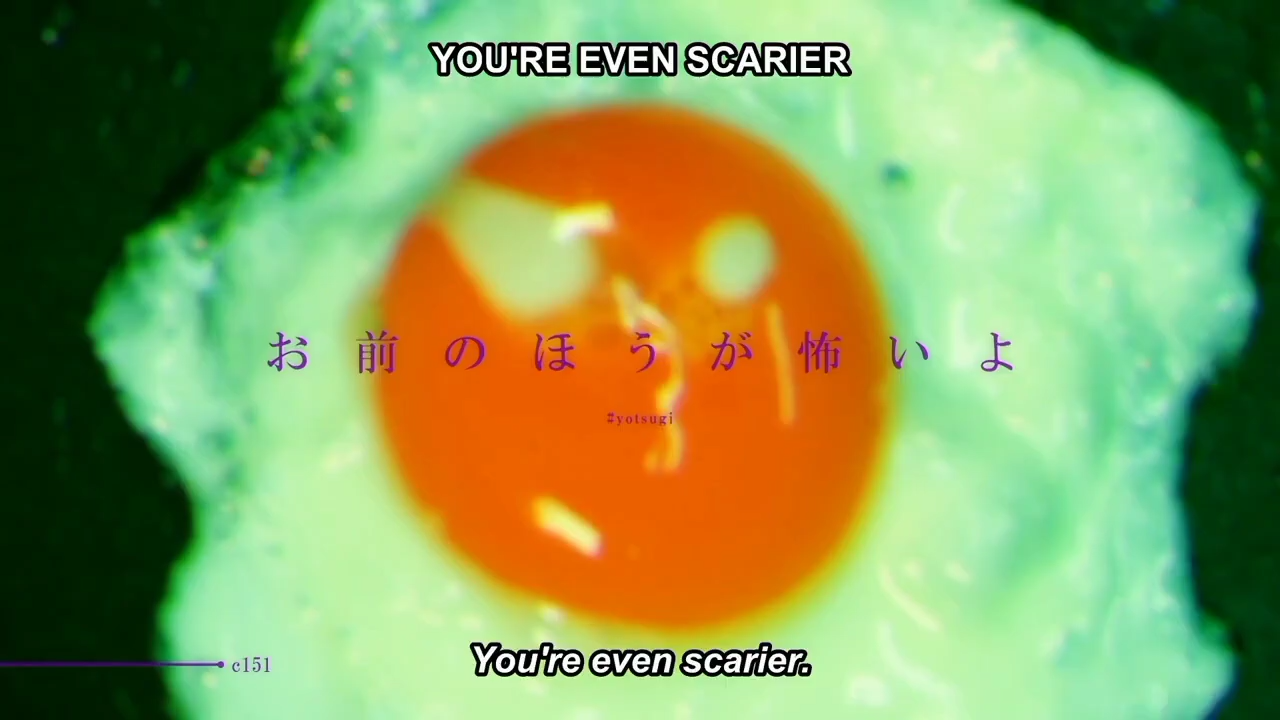 YOU'RE EVEN SCARIER
お前のほうが怖いよ
#yotsugi
c151
You're even scarier.